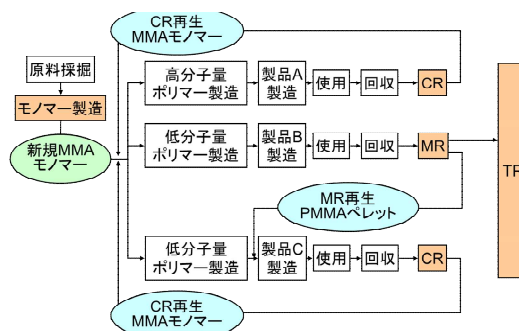 CR再生
MMAモノマー
原料採掘
モノマー製造
新規MMA
モノマー
高分子量
ポリマー製造
製品A
製造
使用
回収
CR
低分子量
ポリマー製造
製品B
製造
使用
回収
MR
TR
MR再生
PMMAペレット
低分子量
ポリマー製造
製品C
製造
使用
回収
CR
CR再生
MMAモノマー